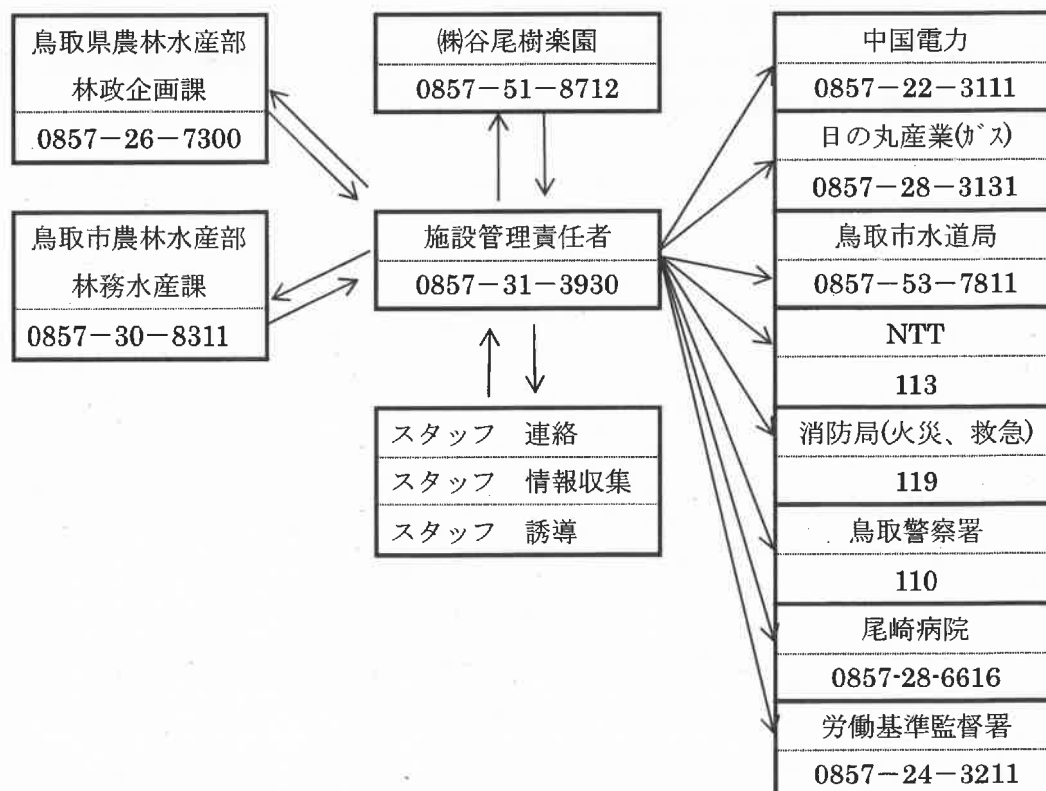 鳥取県農林水産部
林政企画課
0857－26－7300
㈱谷尾樹楽園
0857－51－8712
鳥取市農林水産部
林務水産課
0857－30－8311
施設管理責任者
0857－31－3930
スタッフ　連絡
スタッフ　情報収集
スタッフ　誘導
中国電力
0857－22－3111
日の丸産業(ｶﾞｽ)
0857－28－3131
鳥取市水道局
0857－53－7811
NTT
113
消防局(火災、救急)
119
鳥取警察署
110
尾崎病院
0857-28-6616
労働基準監督署
0857－24－3211